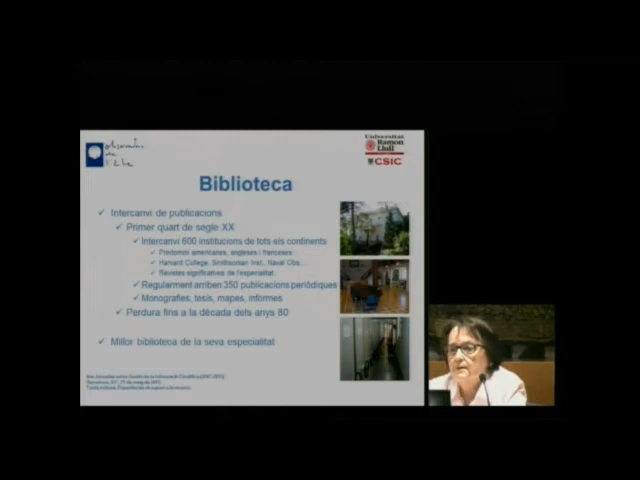 Universitat
Ramon
Llull
CSIC
Biblioteca
Intercanvi de publicacions
Primer quart de segle XX
Intercanvi 600 institucions de tots els continents
Predomini americanes, angleses i franceses
Harvard College, Smithsonian Inst., Naval Obs...
Revistes significatives de l'especialitat.
Regularment arriben 350 publicacions periòdiques
Monografies, tesis, mapes, informes
Perdura fins a la dècada dels anys 80
Millor biblioteca de la seva especialitat